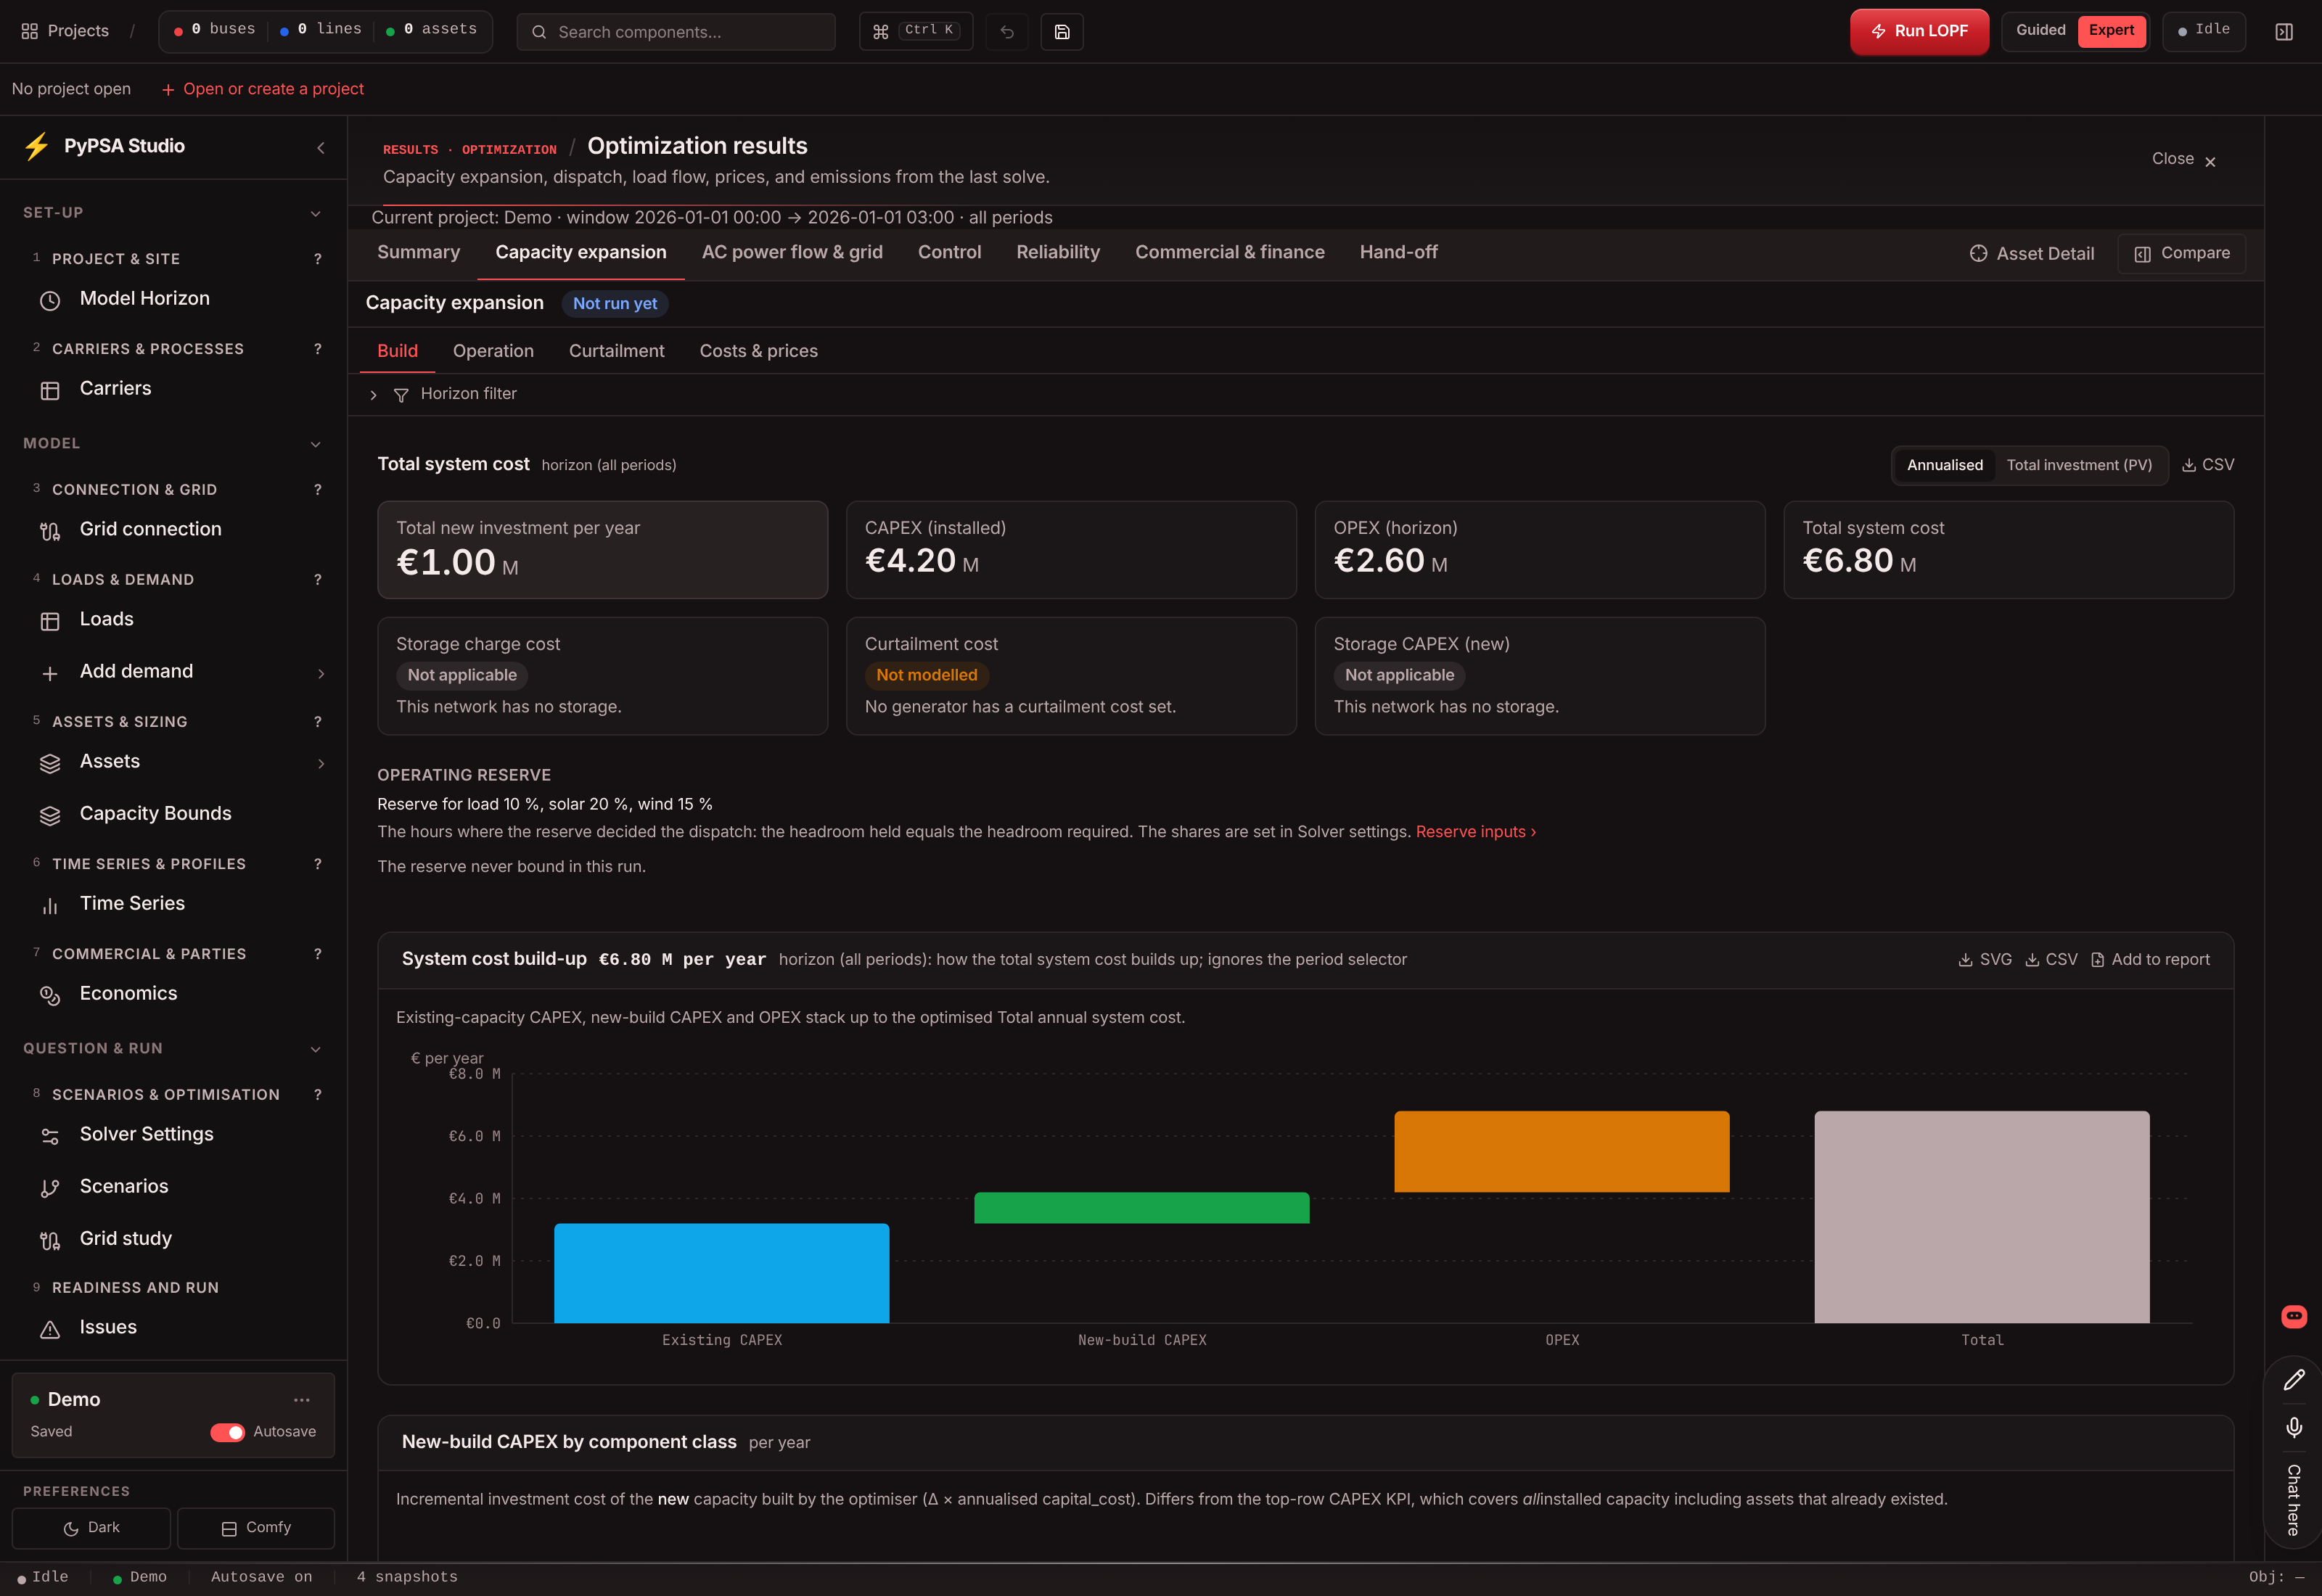 Projects / 0 buses 0 lines 0 assets Search components... ⌘ Ctrl K Run LOPF Guided Expert Idle
No project open + Open or create a project
PyPSA Studio
SET-UP
1 PROJECT & SITE ?
Model Horizon
2 CARRIERS & PROCESSES ?
Carriers
MODEL
3 CONNECTION & GRID ?
Grid connection
4 LOADS & DEMAND ?
Loads
Add demand
5 ASSETS & SIZING ?
Assets
Capacity Bounds
6 TIME SERIES & PROFILES ?
Time Series
7 COMMERCIAL & PARTIES ?
Economics
QUESTION & RUN
8 SCENARIOS & OPTIMISATION ?
Solver Settings
Scenarios
Grid study
9 READINESS AND RUN
Issues
Demo ...
Saved Autosave
PREFERENCES
Dark Comfy
RESULTS · OPTIMIZATION / Optimization results
Capacity expansion, dispatch, load flow, prices, and emissions from the last solve.
Close ×
Current project: Demo · window 2026-01-01 00:00 → 2026-01-01 03:00 · all periods
Summary Capacity expansion AC power flow & grid Control Reliability Commercial & finance Hand-off Asset Detail Compare
Capacity expansion Not run yet
Build Operation Curtailment Costs & prices
Horizon filter
Total system cost horizon (all periods) Annualised Total investment (PV) CSV
Total new investment per year
€1.00 M
CAPEX (installed)
€4.20 M
OPEX (horizon)
€2.60 M
Total system cost
€6.80 M
Storage charge cost
Not applicable
This network has no storage.
Curtailment cost
Not modelled
No generator has a curtailment cost set.
Storage CAPEX (new)
Not applicable
This network has no storage.
OPERATING RESERVE
Reserve for load 10 %, solar 20 %, wind 15 %
The hours where the reserve decided the dispatch: the headroom held equals the headroom required. The shares are set in Solver settings. Reserve inputs ›
The reserve never bound in this run.
System cost build-up €6.80 M per year horizon (all periods): how the total system cost builds up; ignores the period selector SVG CSV Add to report
Existing-capacity CAPEX, new-build CAPEX and OPEX stack up to the optimised Total annual system cost.
€ per year
€8.0 M
€6.0 M
€4.0 M
€2.0 M
€0.0
Existing CAPEX New-build CAPEX OPEX Total
New-build CAPEX by component class per year
Incremental investment cost of the new capacity built by the optimiser (Δ × annualised capital_cost). Differs from the top-row CAPEX KPI, which covers allinstalled capacity including assets that already existed.
Chat here
Idle Demo Autosave on 4 snapshots Obj: —